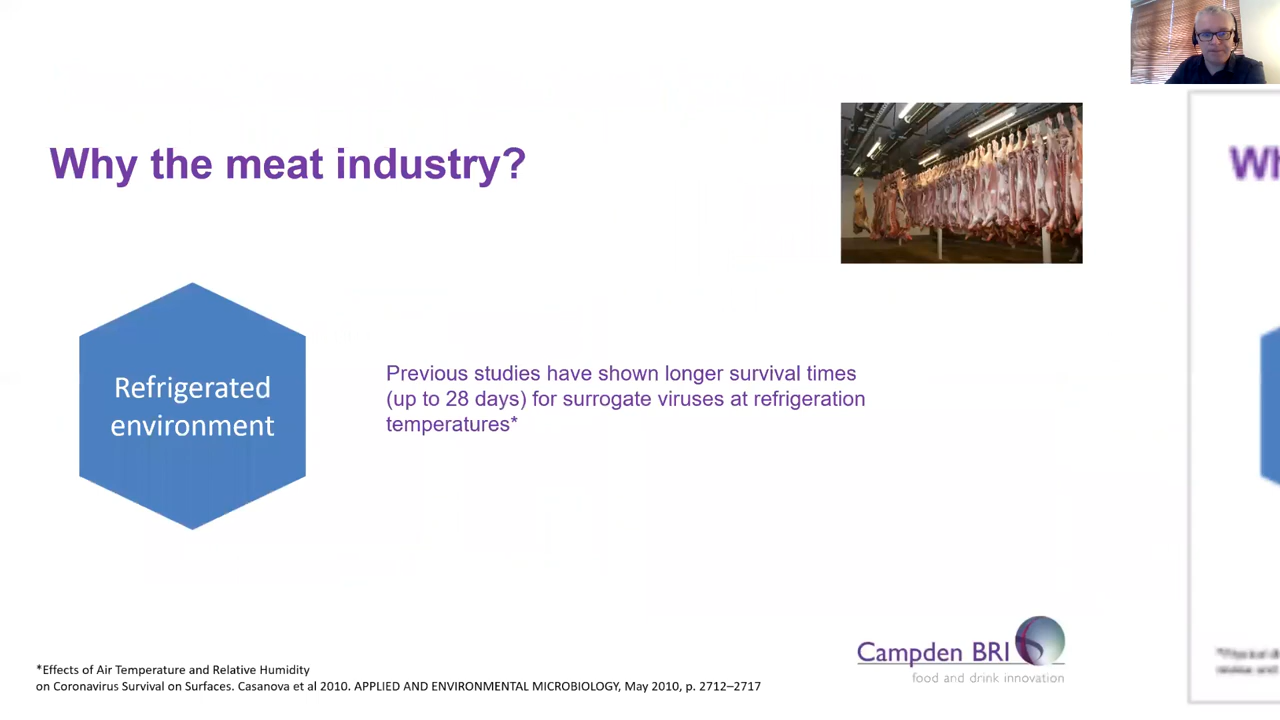 Why the meat industry?
Refrigerated
environment
Previous studies have shown longer survival times
(up to 28 days) for surrogate viruses at refrigeration
temperatures*
Campden BRI
food and drink innovation
*Effects of Air Temperature and Relative Humidity
on Coronavirus Survival on Surfaces. Casanova et al 2010. APPLIED AND ENVIRONMENTAL MICROBIOLOGY, May 2010, p. 2712–2717